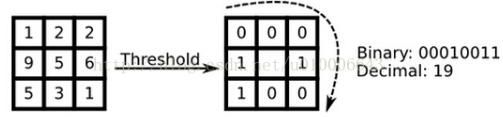 1 2 2
9 5 6
5 3 1
Threshold
0 0 0
1 1
1 0 0
Binary: 00010011
Decimal: 19